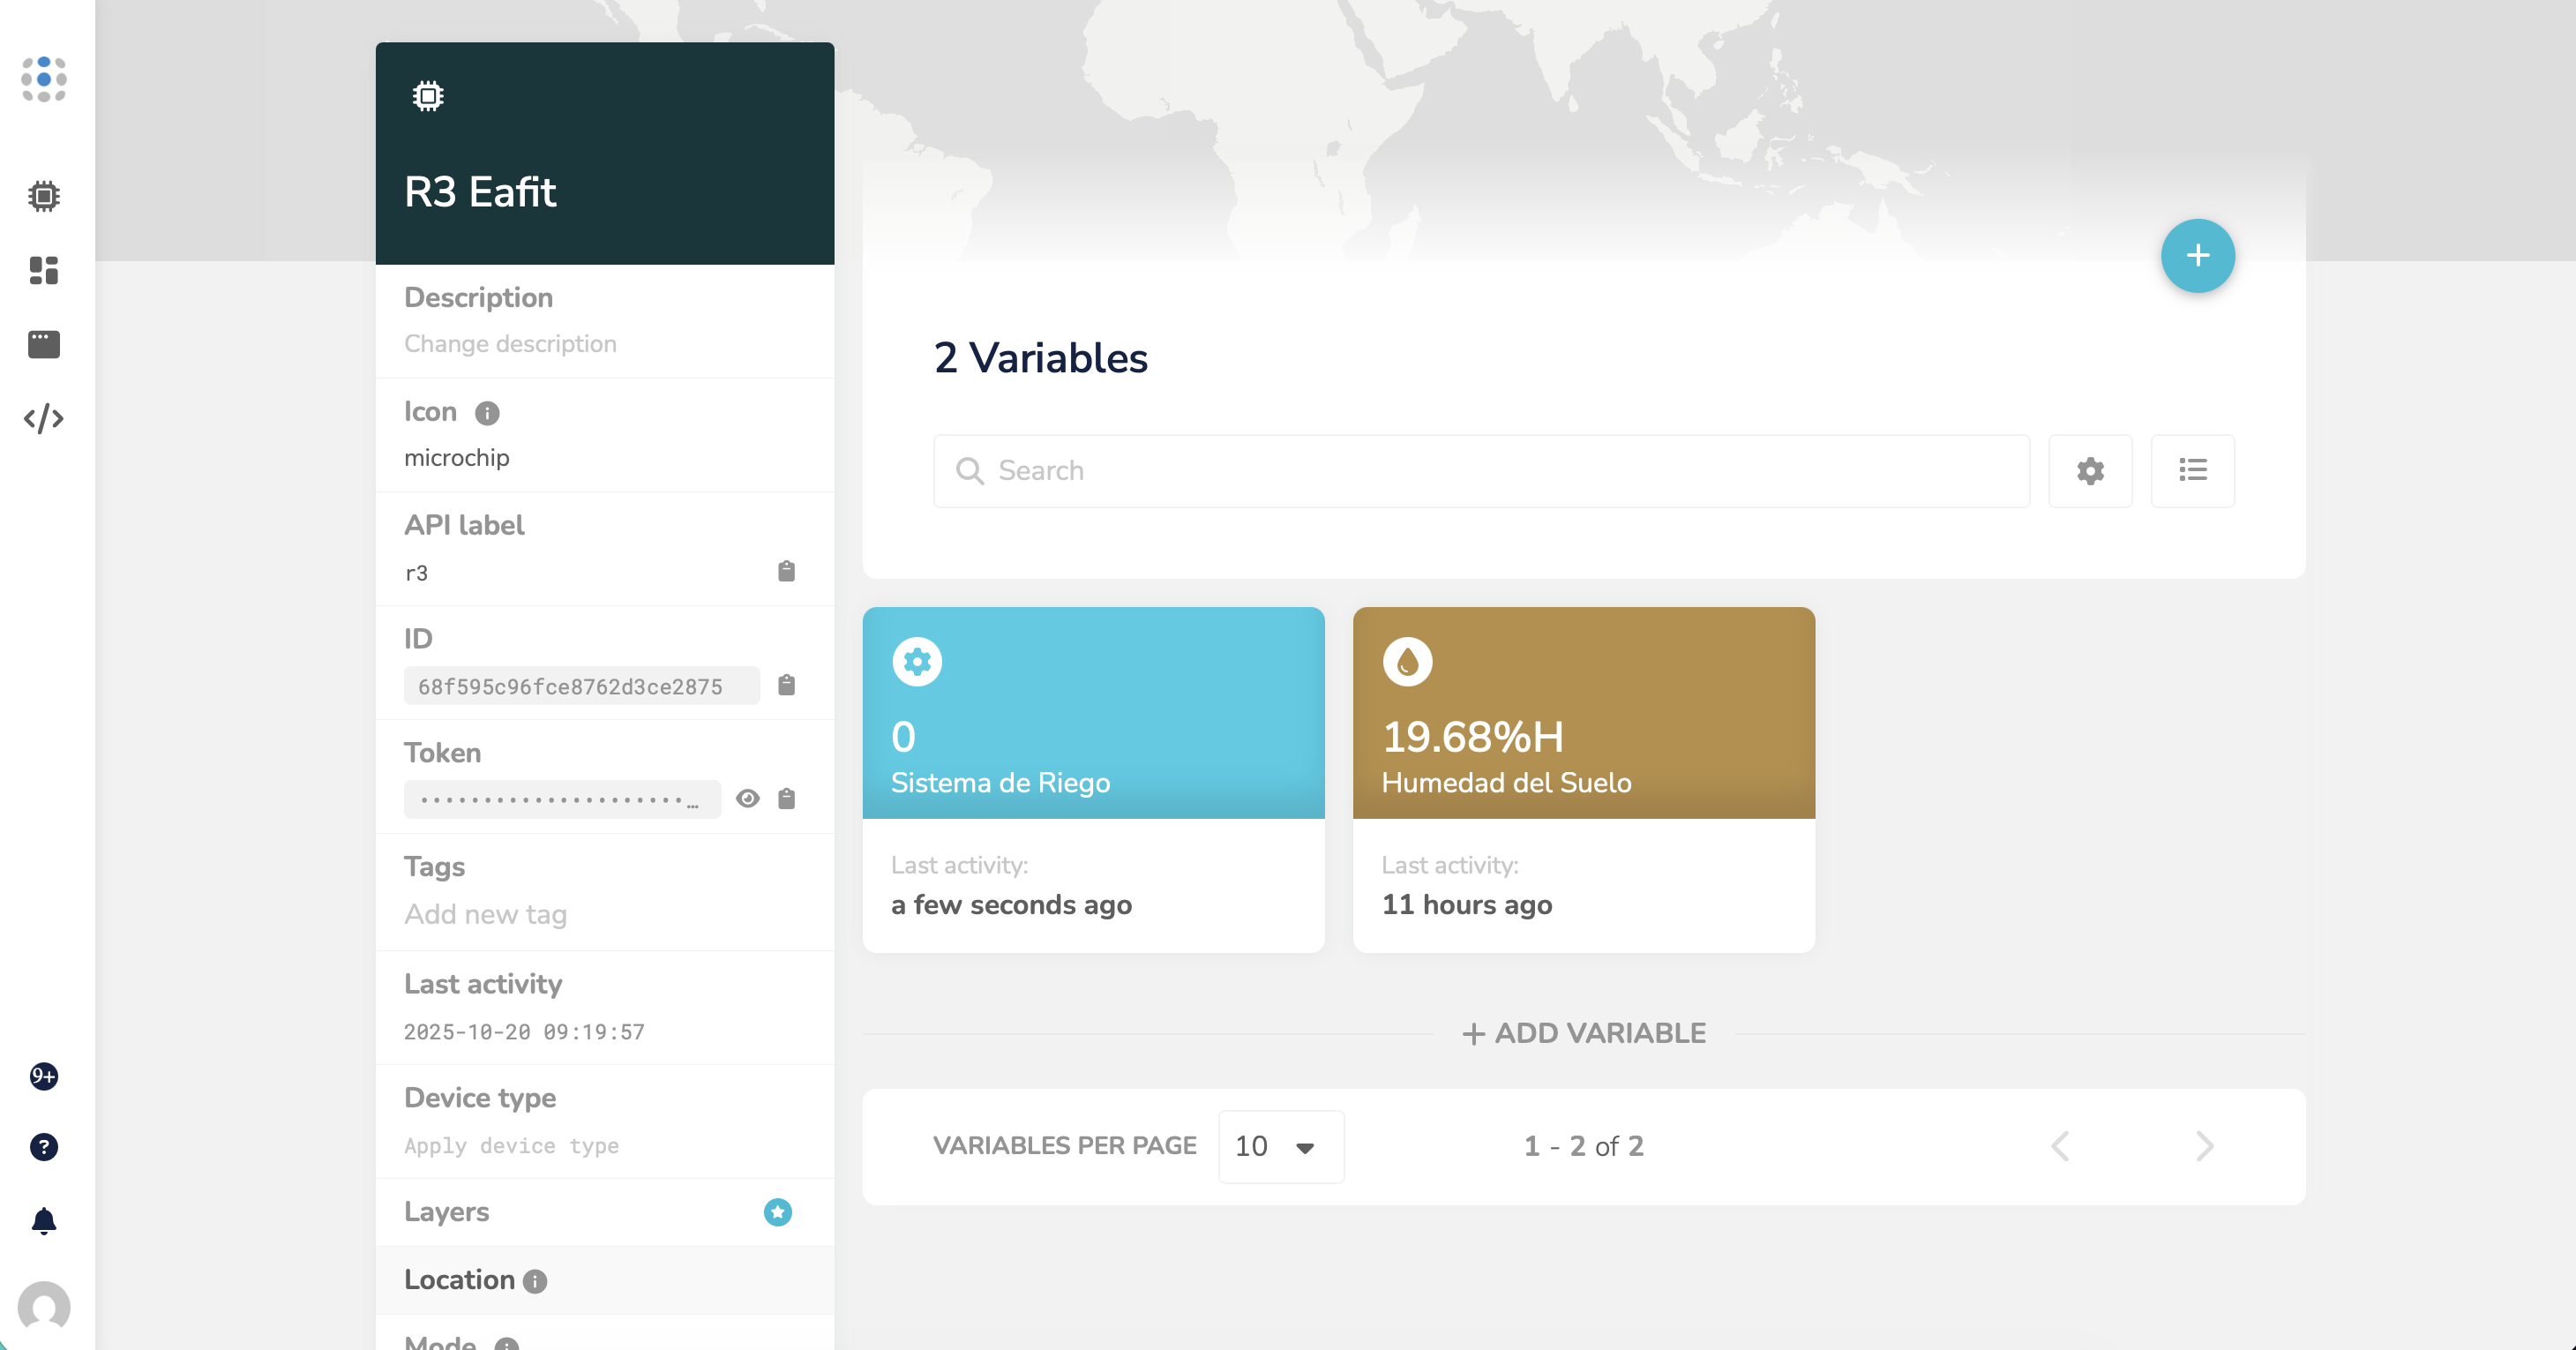 R3 Eafit
Description
Change description
Icon
microchip
API label
r3
ID
68f595c96fce8762d3ce2875
Token
•••••••••••••••••••••…
Tags
Add new tag
Last activity
2025-10-20 09:19:57
Device type
Apply device type
Layers
Location
Mode
2 Variables
Search
0
Sistema de Riego
Last activity:
a few seconds ago
19.68%H
Humedad del Suelo
Last activity:
11 hours ago
+ ADD VARIABLE
VARIABLES PER PAGE 10 1 - 2 of 2
9+